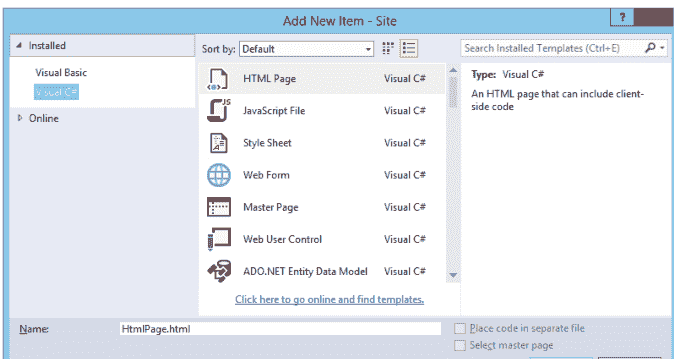 Add New Item - Site
?
Installed
Visual Basic
Visual C#
Online
Sort by: Default
HTML Page Visual C#
JS
JavaScript File Visual C#
Style Sheet Visual C#
Web Form Visual C#
Master Page Visual C#
Web User Control Visual C#
ADO.NET Entity Data Model Visual C#
Click here to go online and find templates.
Search Installed Templates (Ctrl+E)
Type: Visual C#
An HTML page that can include client-
side code
Name: HtmlPage.html
Place code in separate file
Select master page